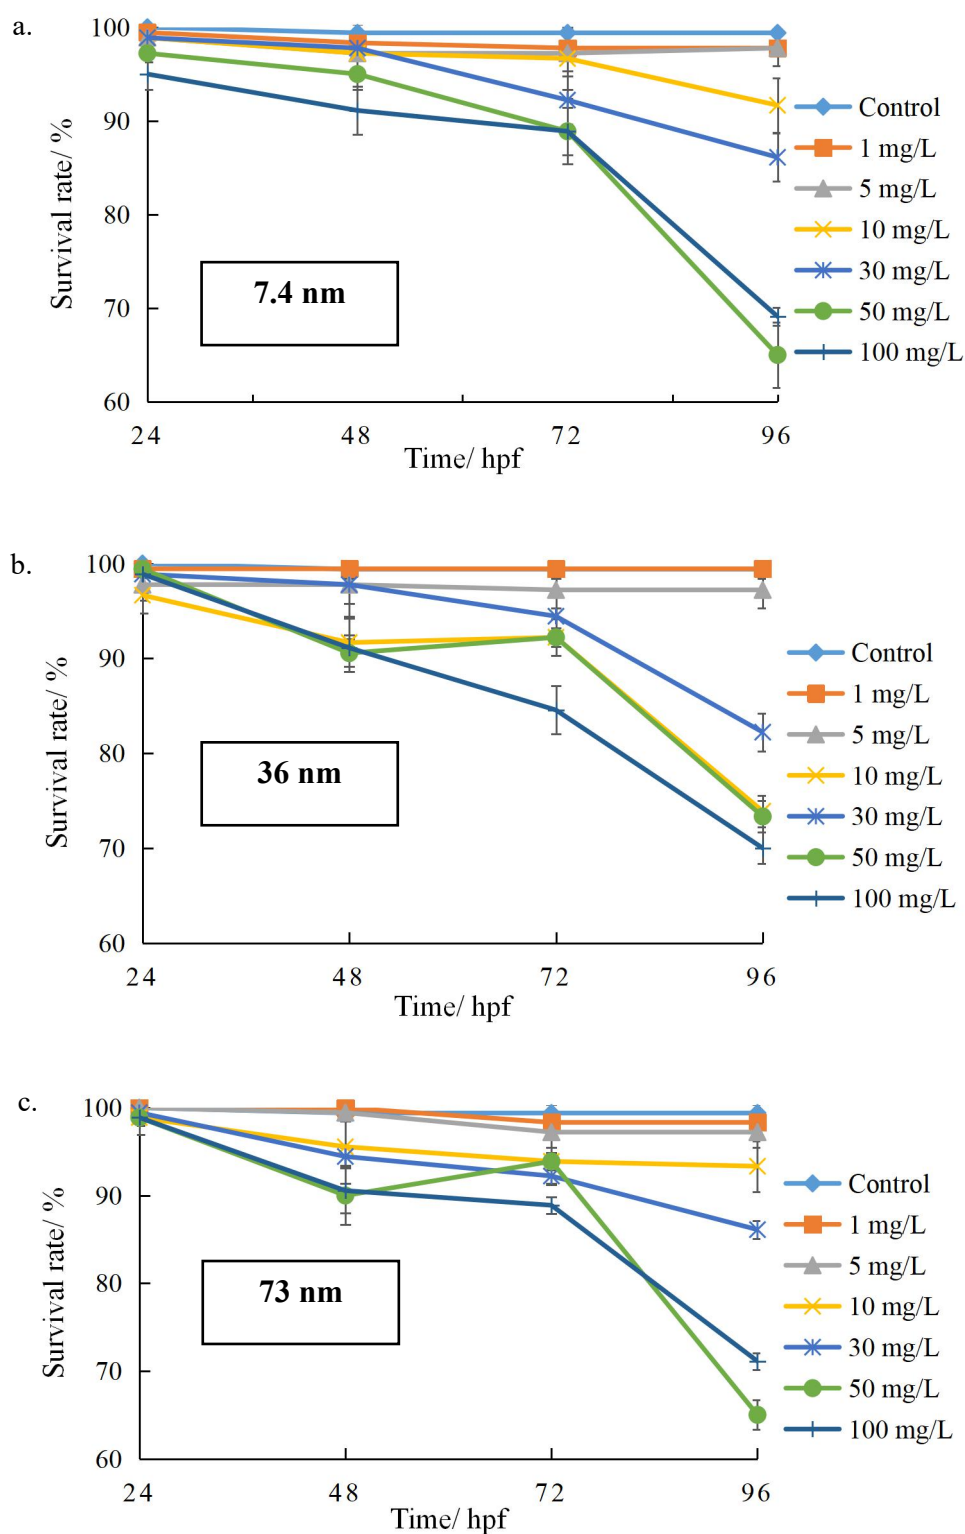 a.
Survival rate/ %
100
90
80
70
60
7.4 nm
24 48 72 96
Time/ hpf
Control
1 mg/L
5 mg/L
10 mg/L
30 mg/L
50 mg/L
100 mg/L
b.
Survival rate/ %
100
90
80
70
60
36 nm
24 48 72 96
Time/ hpf
Control
1 mg/L
5 mg/L
10 mg/L
30 mg/L
50 mg/L
100 mg/L
c.
Survival rate/ %
100
90
80
70
60
73 nm
24 48 72 96
Time/ hpf
Control
1 mg/L
5 mg/L
10 mg/L
30 mg/L
50 mg/L
100 mg/L